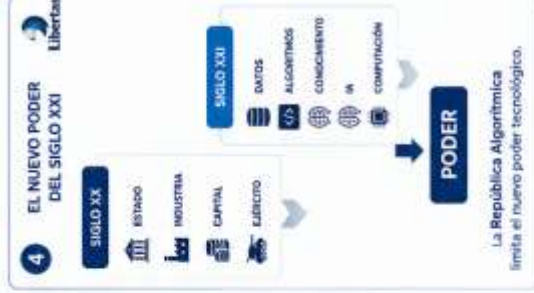 4
EL NUEVO PODER
DEL SIGLO XXI
Libertas
SIGLO XX
ESTADO
INDUSTRIA
CAPITAL
EJÉRCITO
SIGLO XXI
DATOS
ALGORITMOS
CONOCIMIENTO
IA
COMPUTACIÓN
PODER
La República Algorítmica
limita el nuevo poder tecnológico.